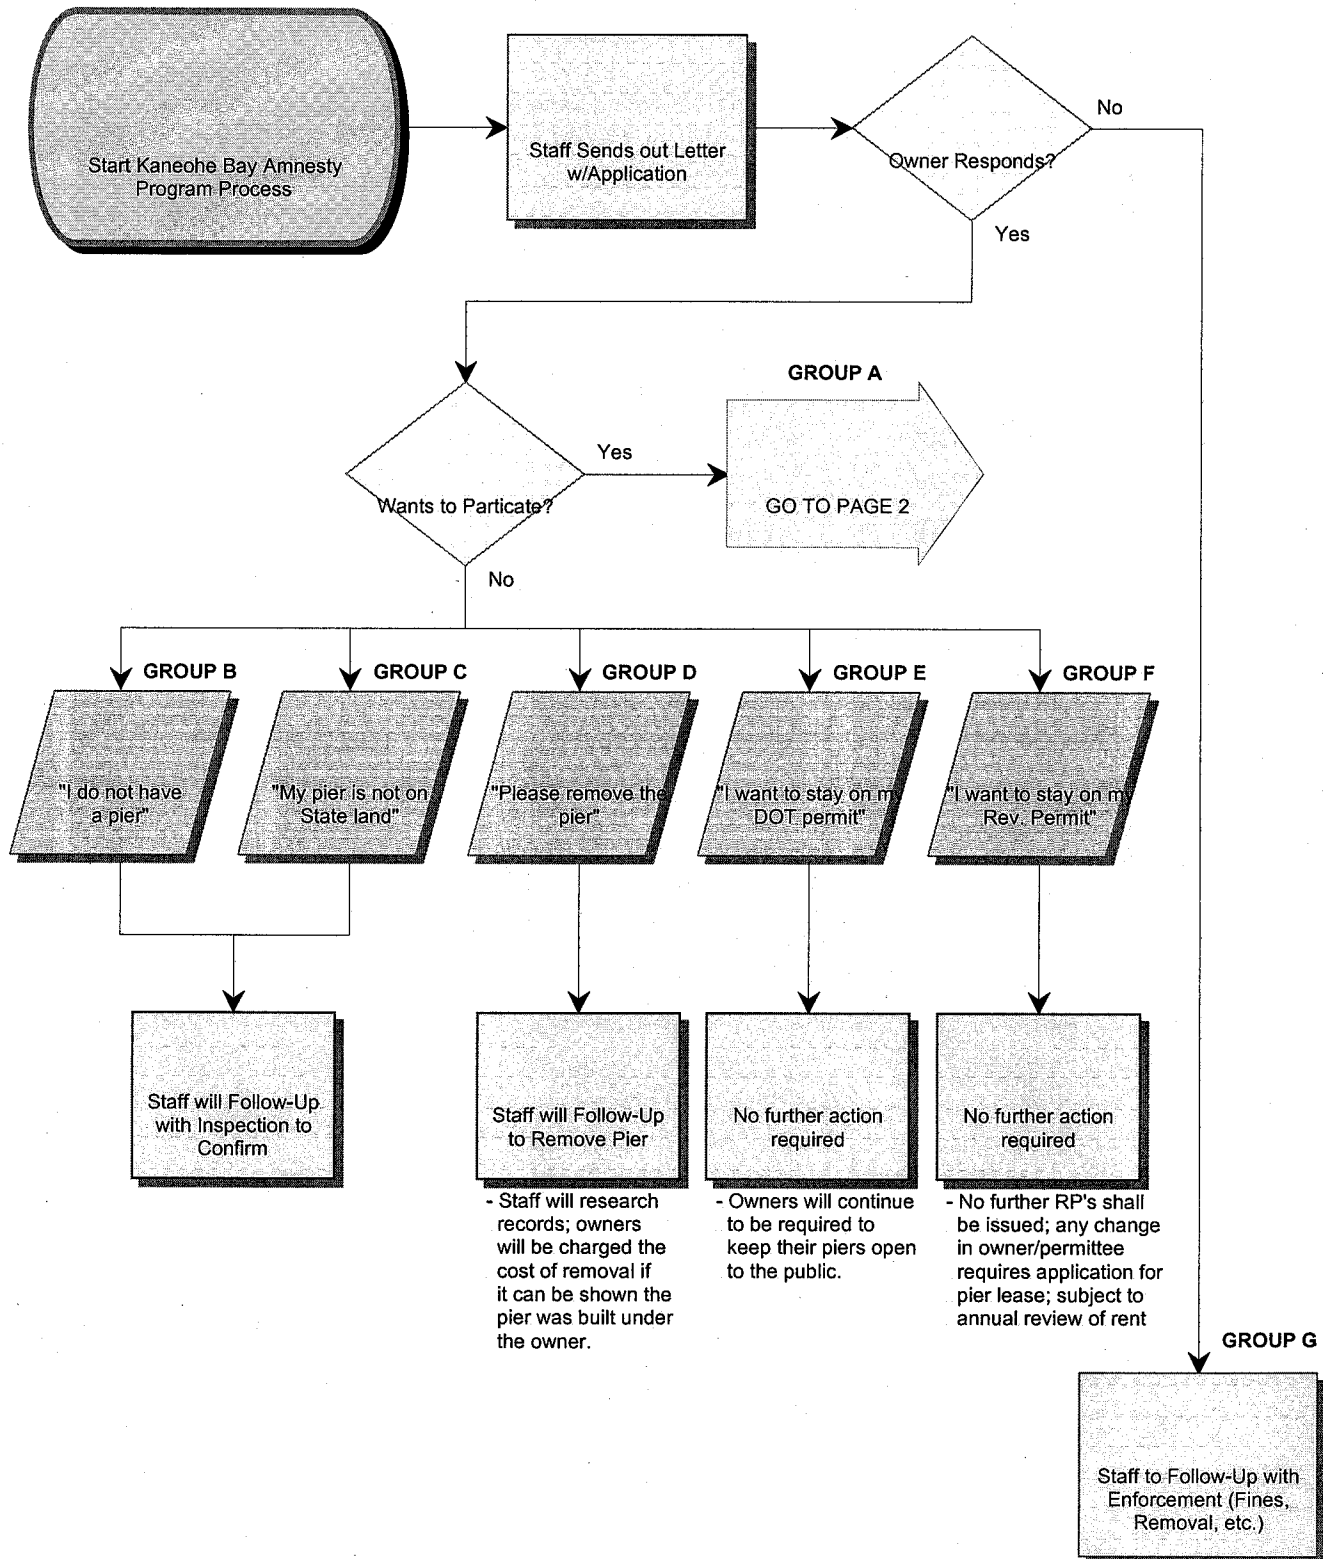 Start Kaneohe Bay Amnesty
Program Process
Staff Sends out Letter
w/Application
Owner Responds?
No
Yes
GROUP A
Wants to Particate?
Yes
GO TO PAGE 2
No
GROUP B
GROUP C
GROUP D
GROUP E
GROUP F
"I do not have
a pier"
"My pier is not on
State land"
"Please remove the
pier"
"I want to stay on my
DOT permit"
"I want to stay on my
Rev. Permit"
Staff will Follow-Up
with Inspection to
Confirm
Staff will Follow-Up
to Remove Pier
No further action
required
No further action
required
- Staff will research
records; owners
will be charged the
cost of removal if
it can be shown the
pier was built under
the owner.
- Owners will continue
to be required to
keep their piers open
to the public.
- No further RP's shall
be issued; any change
in owner/permittee
requires application for
pier lease; subject to
annual review of rent
GROUP G
Staff to Follow-Up with
Enforcement (Fines,
Removal, etc.)